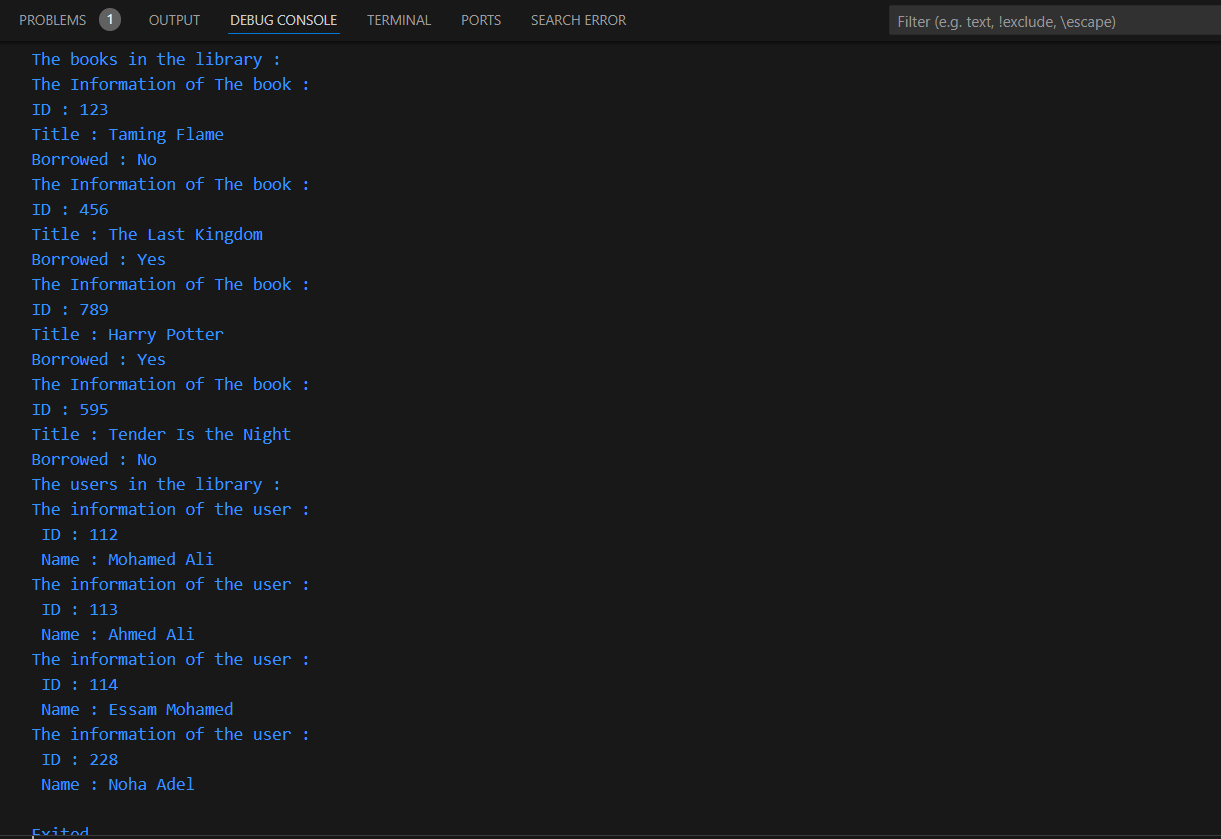 PROBLEMS 1 OUTPUT DEBUG CONSOLE TERMINAL PORTS SEARCH ERROR Filter (e.g. text, !exclude, \escape)
The books in the library :
The Information of The book :
ID : 123
Title : Taming Flame
Borrowed : No
The Information of The book :
ID : 456
Title : The Last Kingdom
Borrowed : Yes
The Information of The book :
ID : 789
Title : Harry Potter
Borrowed : Yes
The Information of The book :
ID : 595
Title : Tender Is the Night
Borrowed : No
The users in the library :
The information of the user :
ID : 112
Name : Mohamed Ali
The information of the user :
ID : 113
Name : Ahmed Ali
The information of the user :
ID : 114
Name : Essam Mohamed
The information of the user :
ID : 228
Name : Noha Adel
Exited